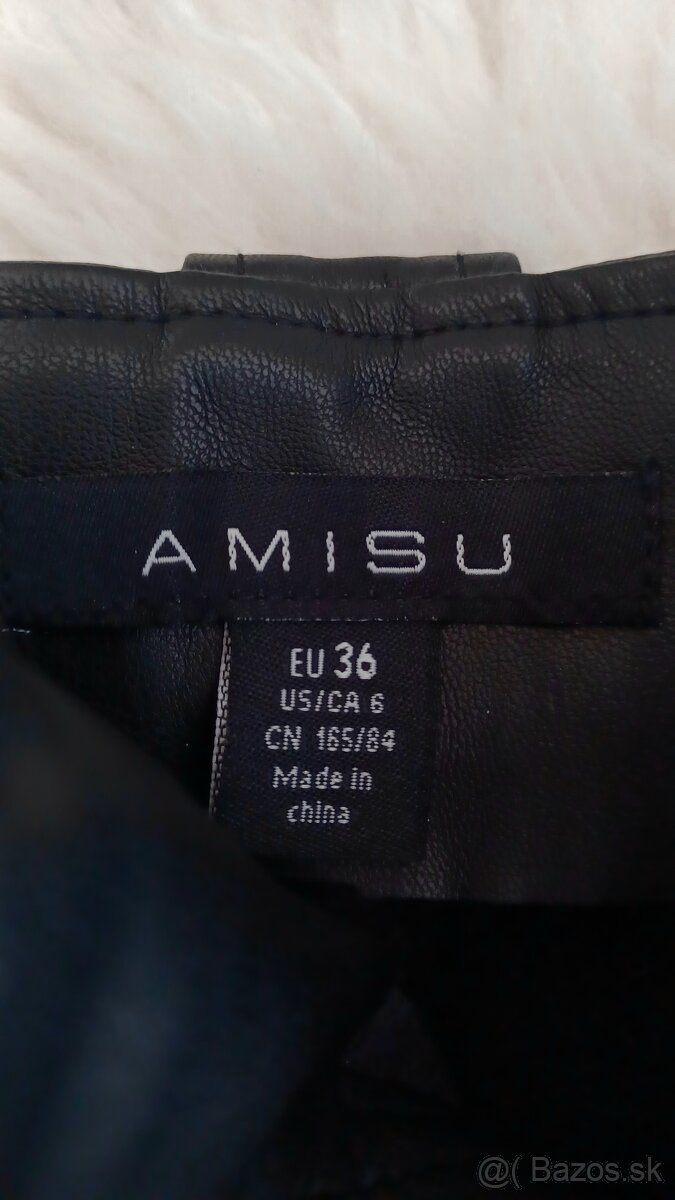 AMISU
EU 36
US/CA 6
CN 165/84
Made in
china
@( Bazos.sk